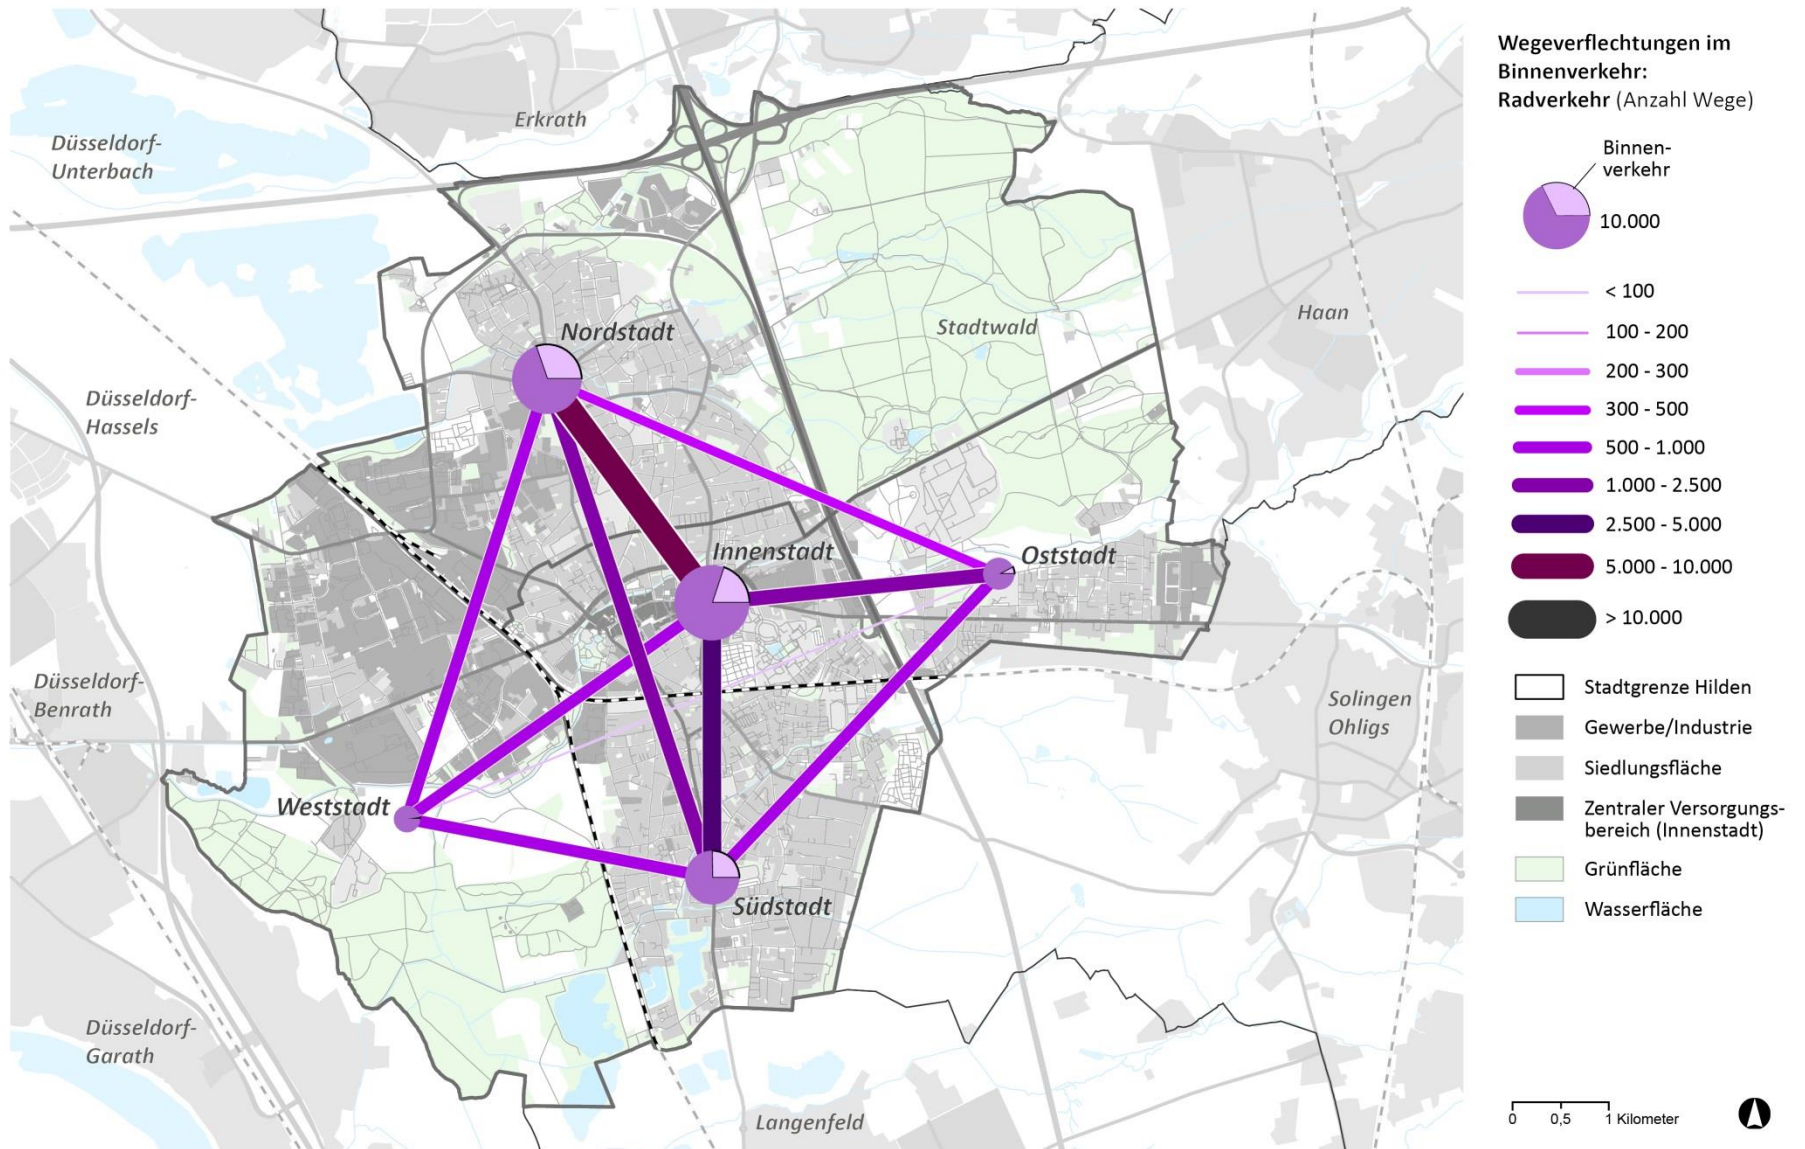 Wegeverflechtungen im
Binnenverkehr:
Radverkehr (Anzahl Wege)
Binnen-
verkehr
10.000
< 100
100 - 200
200 - 300
300 - 500
500 - 1.000
1.000 - 2.500
2.500 - 5.000
5.000 - 10.000
> 10.000
Stadtgrenze Hilden
Gewerbe/Industrie
Siedlungsfläche
Zentraler Versorgungs-
bereich (Innenstadt)
Grünfläche
Wasserfläche
0 0,5 1 Kilometer
Erkrath
Düsseldorf-
Unterbach
Haan
Stadtwald
Nordstadt
Düsseldorf-
Hassels
Innenstadt
Oststadt
Düsseldorf-
Benrath
Solingen
Ohligs
Weststadt
Südstadt
Düsseldorf-
Garath
Langenfeld